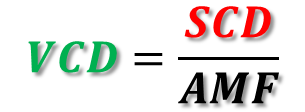 VCD = SCD
AMF